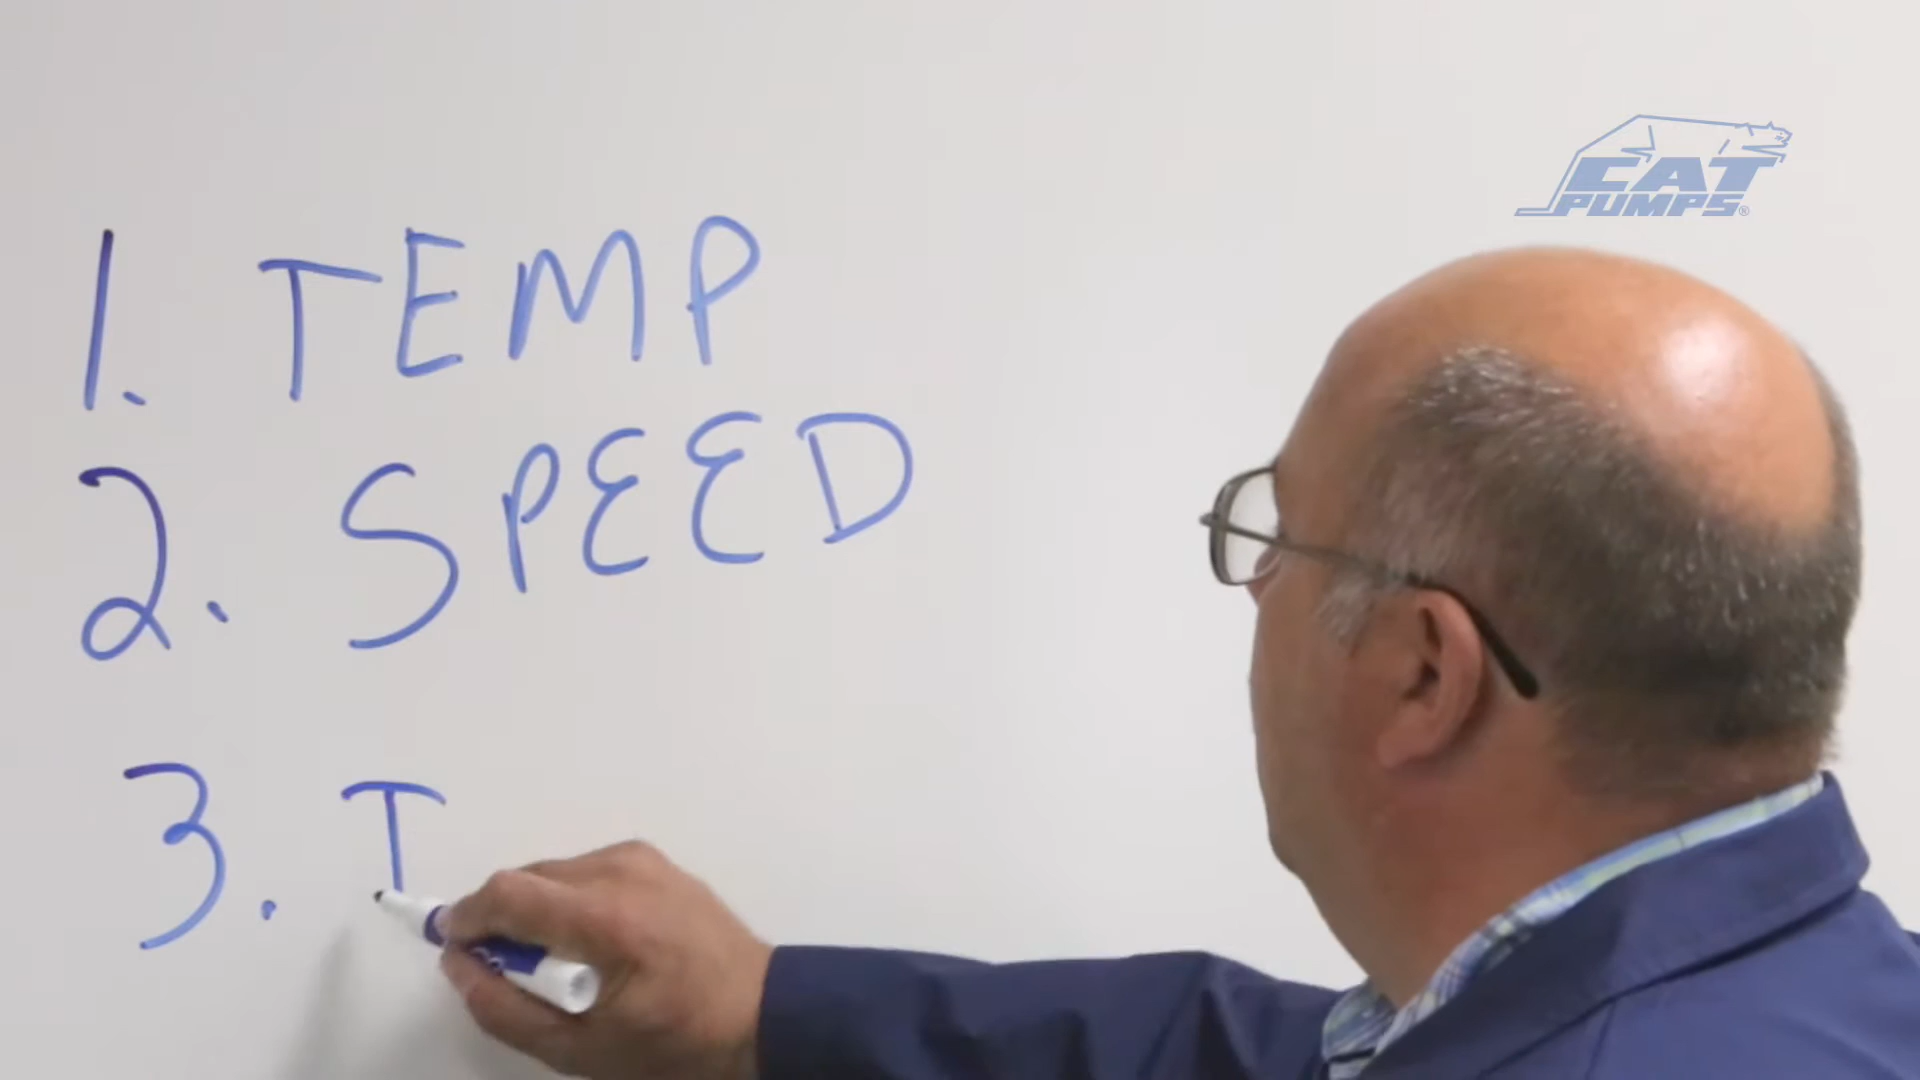 CAT
PUMPS®
1. TEMP
2. SPEED
3. I